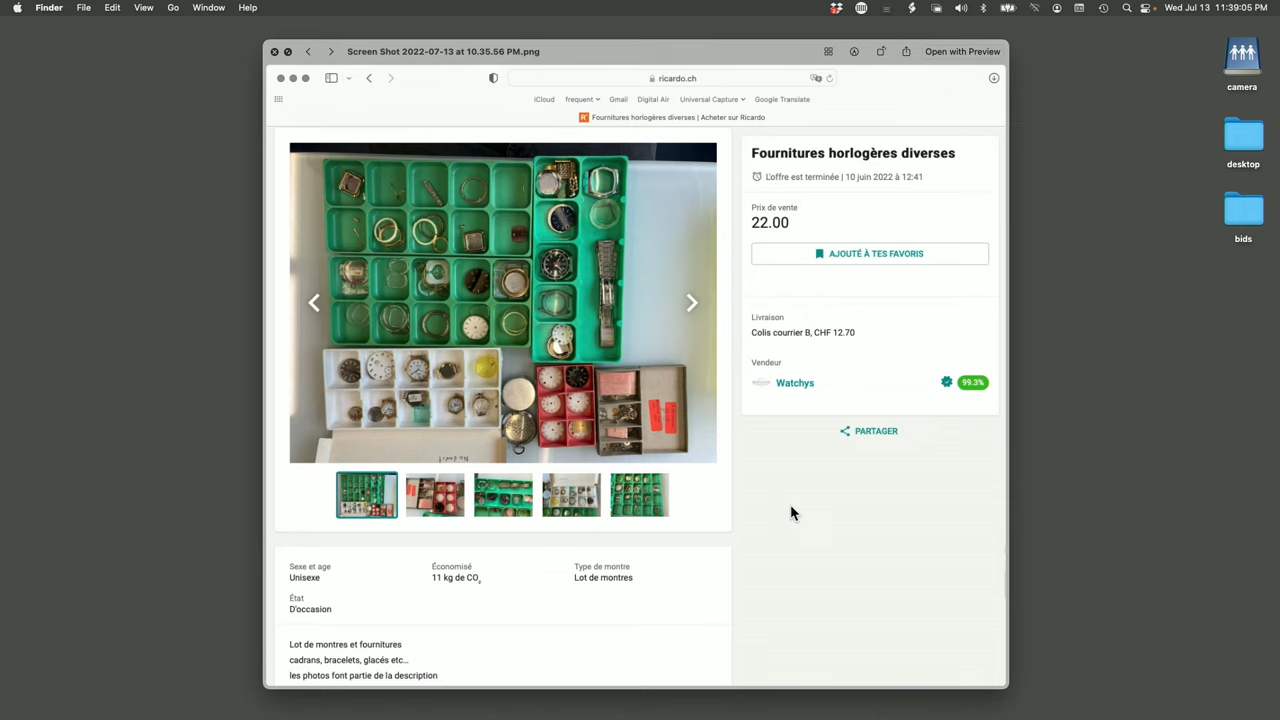 Finder File Edit View Go Window Help
Wed Jul 13 11:39:05 PM
Screen Shot 2022-07-13 at 10.35.56 PM.png
Open with Preview
ricardo.ch
iCloud frequent Gmail Digital Air Universal Capture Google Translate
Fournitures horlogères diverses | Acheter sur Ricardo
camera
desktop
bids
Fournitures horlogères diverses
L'offre est terminée | 10 juin 2022 à 12:41
Prix de vente
22.00
AJOUTÉ À TES FAVORIS
Livraison
Colis courrier B, CHF 12.70
Vendeur
Watchys 99.3%
PARTAGER
Sexe et age
Unisexe
Économisé
11 kg de CO₂
Type de montre
Lot de montres
État
D'occasion
Lot de montres et fournitures
cadrans, bracelets, glacés etc...
les photos font partie de la description